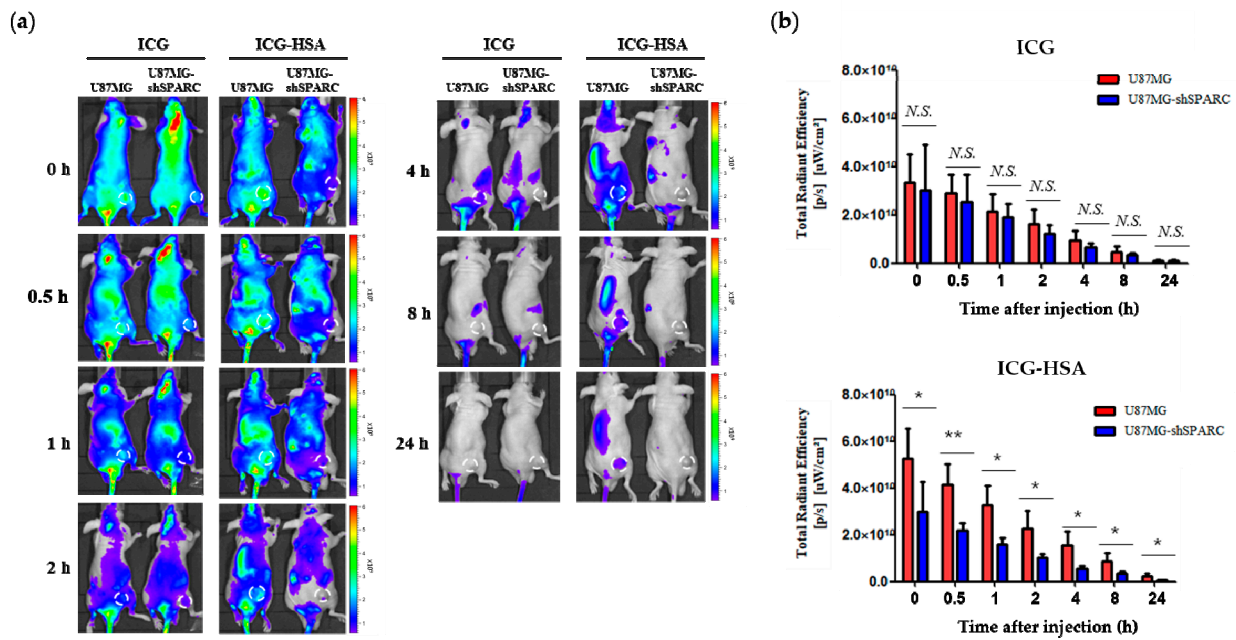 (a)
ICG
ICG-HSA
U87MG
U87MG-
shSPARC
U87MG
U87MG-
shSPARC
0 h
0.5 h
1 h
2 h
ICG
ICG-HSA
U87MG
U87MG-
shSPARC
U87MG
U87MG-
shSPARC
4 h
8 h
24 h
(b)
ICG
Total Radiant Efficiency
[p/s] [uW/cm²]
8.0×10¹⁰
6.0×10¹⁰
4.0×10¹⁰
2.0×10¹⁰
0.0
U87MG
U87MG-shSPARC
N.S.
N.S.
N.S.
N.S.
N.S.
N.S.
N.S.
0 0.5 1 2 4 8 24
Time after injection (h)
ICG-HSA
Total Radiant Efficiency
[p/s] [uW/cm²]
8.0×10¹⁰
6.0×10¹⁰
4.0×10¹⁰
2.0×10¹⁰
0.0
U87MG
U87MG-shSPARC
*
**
*
*
*
*
*
0 0.5 1 2 4 8 24
Time after injection (h)